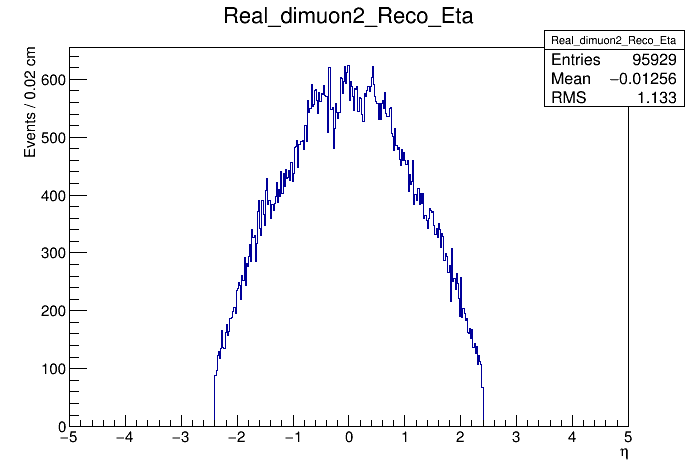 Real_dimuon2_Reco_Eta
Real_dimuon2_Reco_Eta
Entries 95929
Mean −0.01256
RMS 1.133
Events / 0.02 cm
600
500
400
300
200
100
0
−5 −4 −3 −2 −1 0 1 2 3 4 5
η